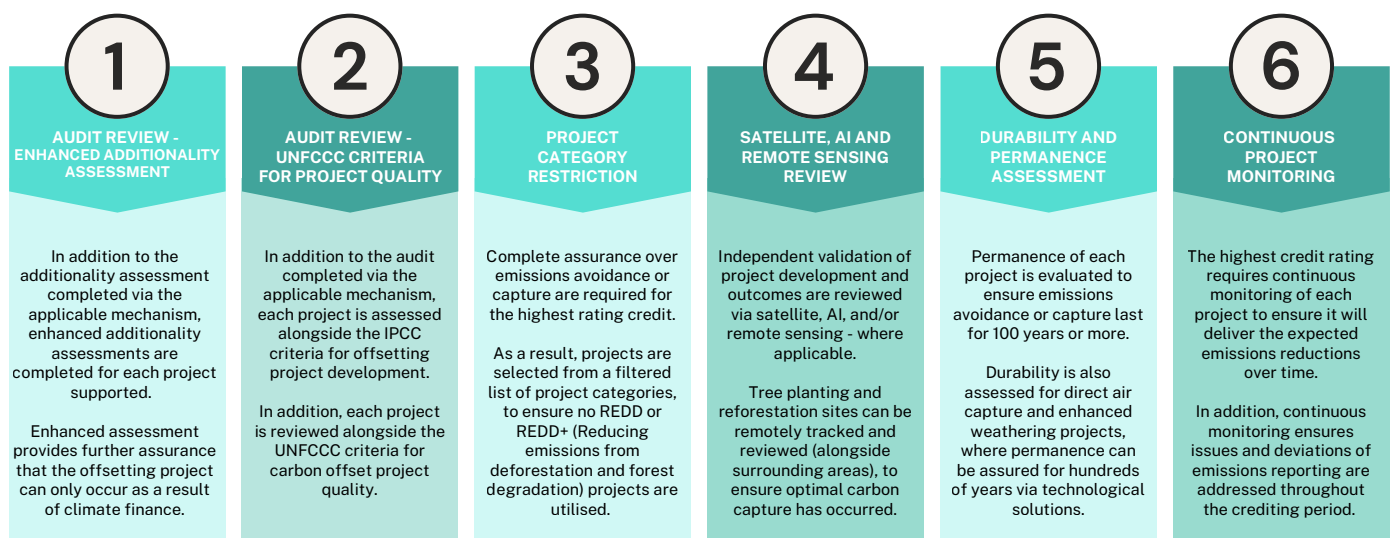 1
AUDIT REVIEW -
ENHANCED ADDITIONALITY
ASSESSMENT
In addition to the
additionality assessment
completed via the
applicable mechanism,
enhanced additionality
assessments are
completed for each project
supported.
Enhanced assessment
provides further assurance
that the offsetting project
can only occur as a result
of climate finance.
2
AUDIT REVIEW -
UNFCCC CRITERIA
FOR PROJECT QUALITY
In addition to the audit
completed via the
applicable mechanism,
each project is assessed
alongside the IPCC
criteria for offsetting
project development.
In addition, each project
is reviewed alongside the
UNFCCC criteria for
carbon offset project
quality.
3
PROJECT
CATEGORY
RESTRICTION
Complete assurance over
emissions avoidance or
capture are required for
the highest rating credit.
As a result, projects are
selected from a filtered
list of project categories,
to ensure no REDD or
REDD+ (Reducing
emissions from
deforestation and forest
degradation) projects are
utilised.
4
SATELLITE, AI AND
REMOTE SENSING
REVIEW
Independent validation of
project development and
outcomes are reviewed
via satellite, AI, and/or
remote sensing - where
applicable.
Tree planting and
reforestation sites can be
remotely tracked and
reviewed (alongside
surrounding areas), to
ensure optimal carbon
capture has occurred.
5
DURABILITY AND
PERMANENCE
ASSESSMENT
Permanence of each
project is evaluated to
ensure emissions
avoidance or capture last
for 100 years or more.
Durability is also
assessed for direct air
capture and enhanced
weathering projects,
where permanence can
be assured for hundreds
of years via technological
solutions.
6
CONTINUOUS
PROJECT
MONITORING
The highest credit rating
requires continuous
monitoring of each
project to ensure it will
deliver the expected
emissions reductions
over time.
In addition, continuous
monitoring ensures
issues and deviations of
emissions reporting are
addressed throughout
the crediting period.